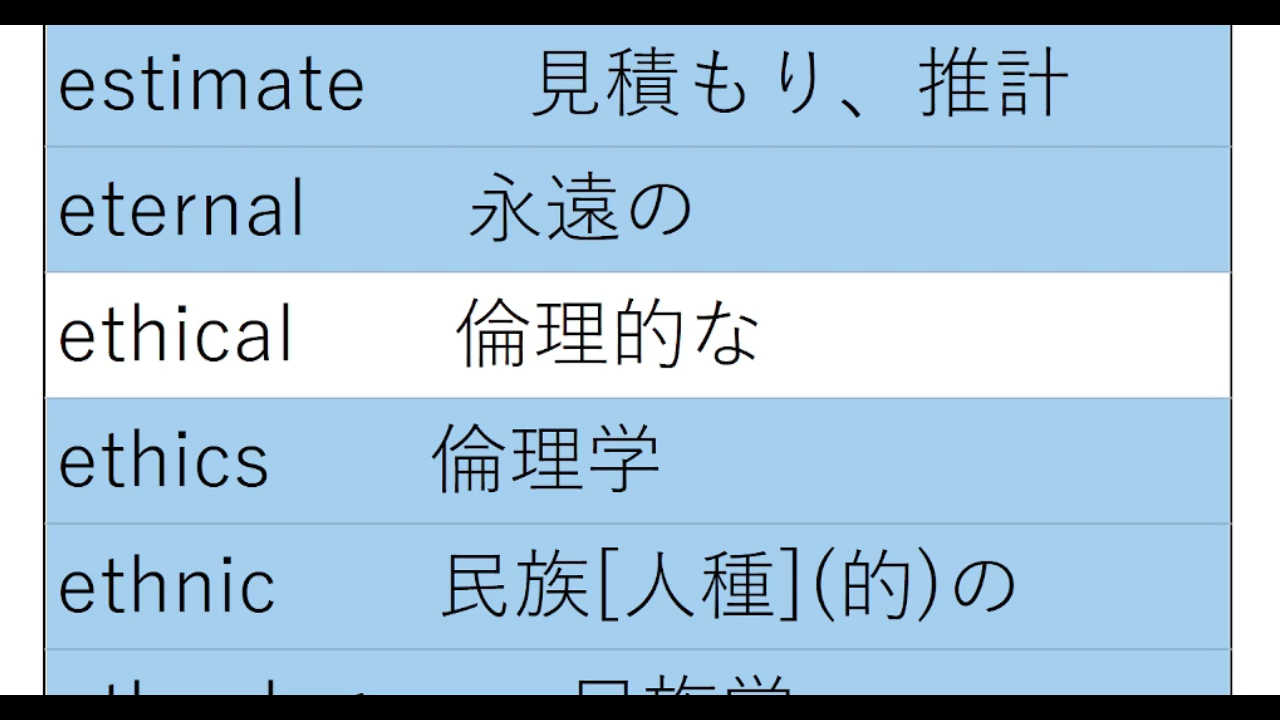 estimate 見積もり、推計
eternal 永遠の
ethical 倫理的な
ethics 倫理学
ethnic 民族[人種](的)の